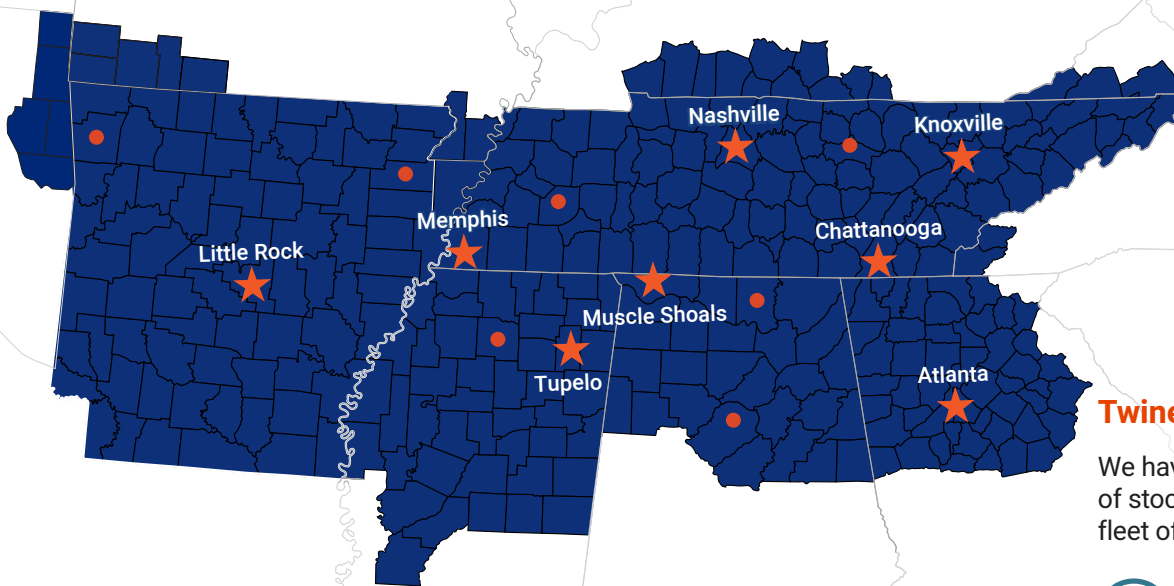 Nashville
Knoxville
Memphis
Chattanooga
Little Rock
Muscle Shoals
Tupelo
Atlanta
Twine
We hav
of stoc
fleet of